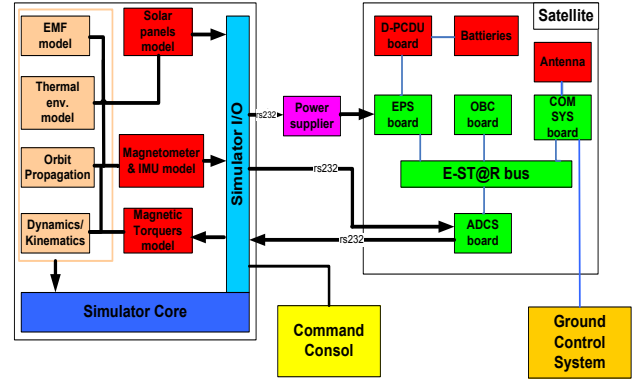 EMF
model
Solar
panels
model
Thermal
env.
model
Orbit
Propagation
Magnetometer
& IMU model
Dynamics/
Kinematics
Magnetic
Torquers
model
Simulator I/O
Simulator Core
rs232
Power
supplier
rs232
rs232
Command
Consol
Satellite
D-PCDU
board
Battieries
Antenna
EPS
board
OBC
board
COM
SYS
board
E-ST@R bus
ADCS
board
Ground
Control
System